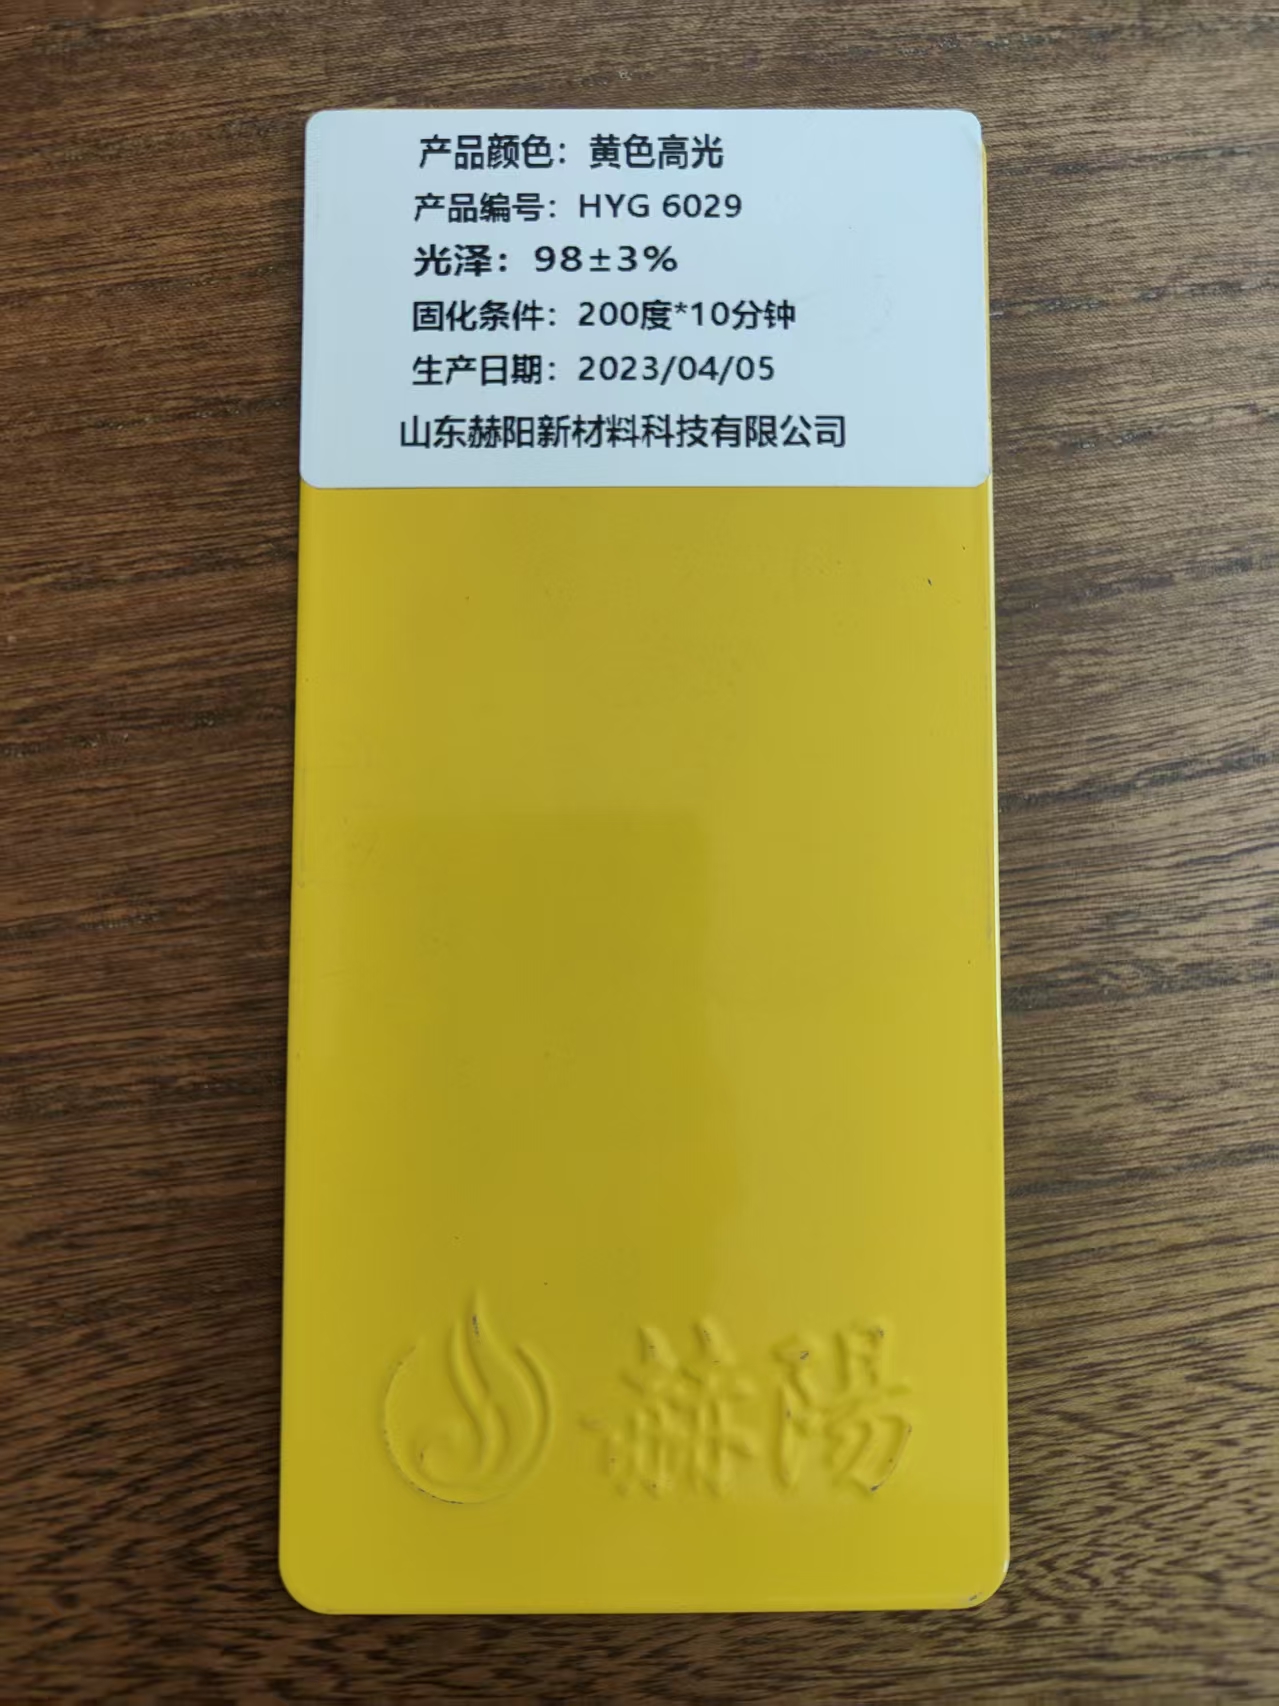 产品颜色：黄色高光
产品编号：HYG 6029
光泽：98±3%
固化条件：200度*10分钟
生产日期：2023/04/05
山东赫阳新材料科技有限公司
赫陽